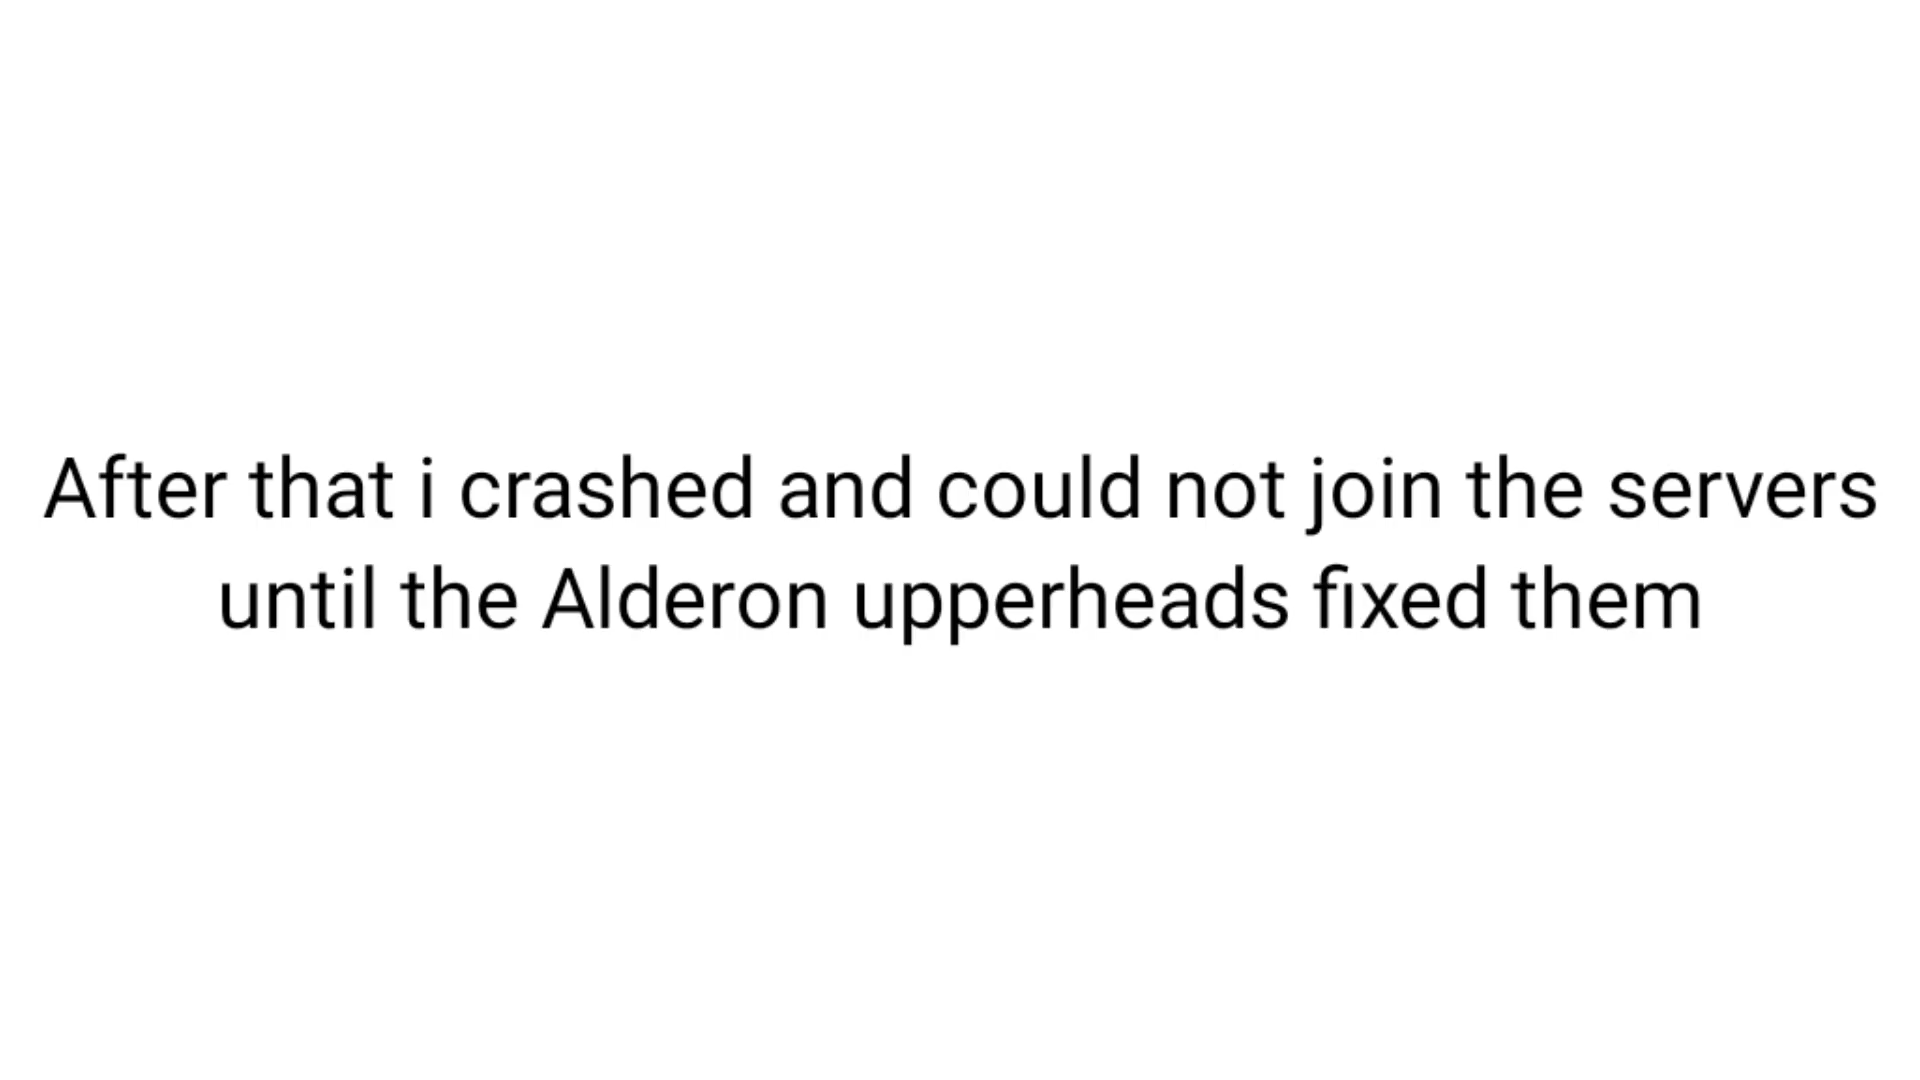 After that i crashed and could not join the servers
until the Alderon upperheads fixed them